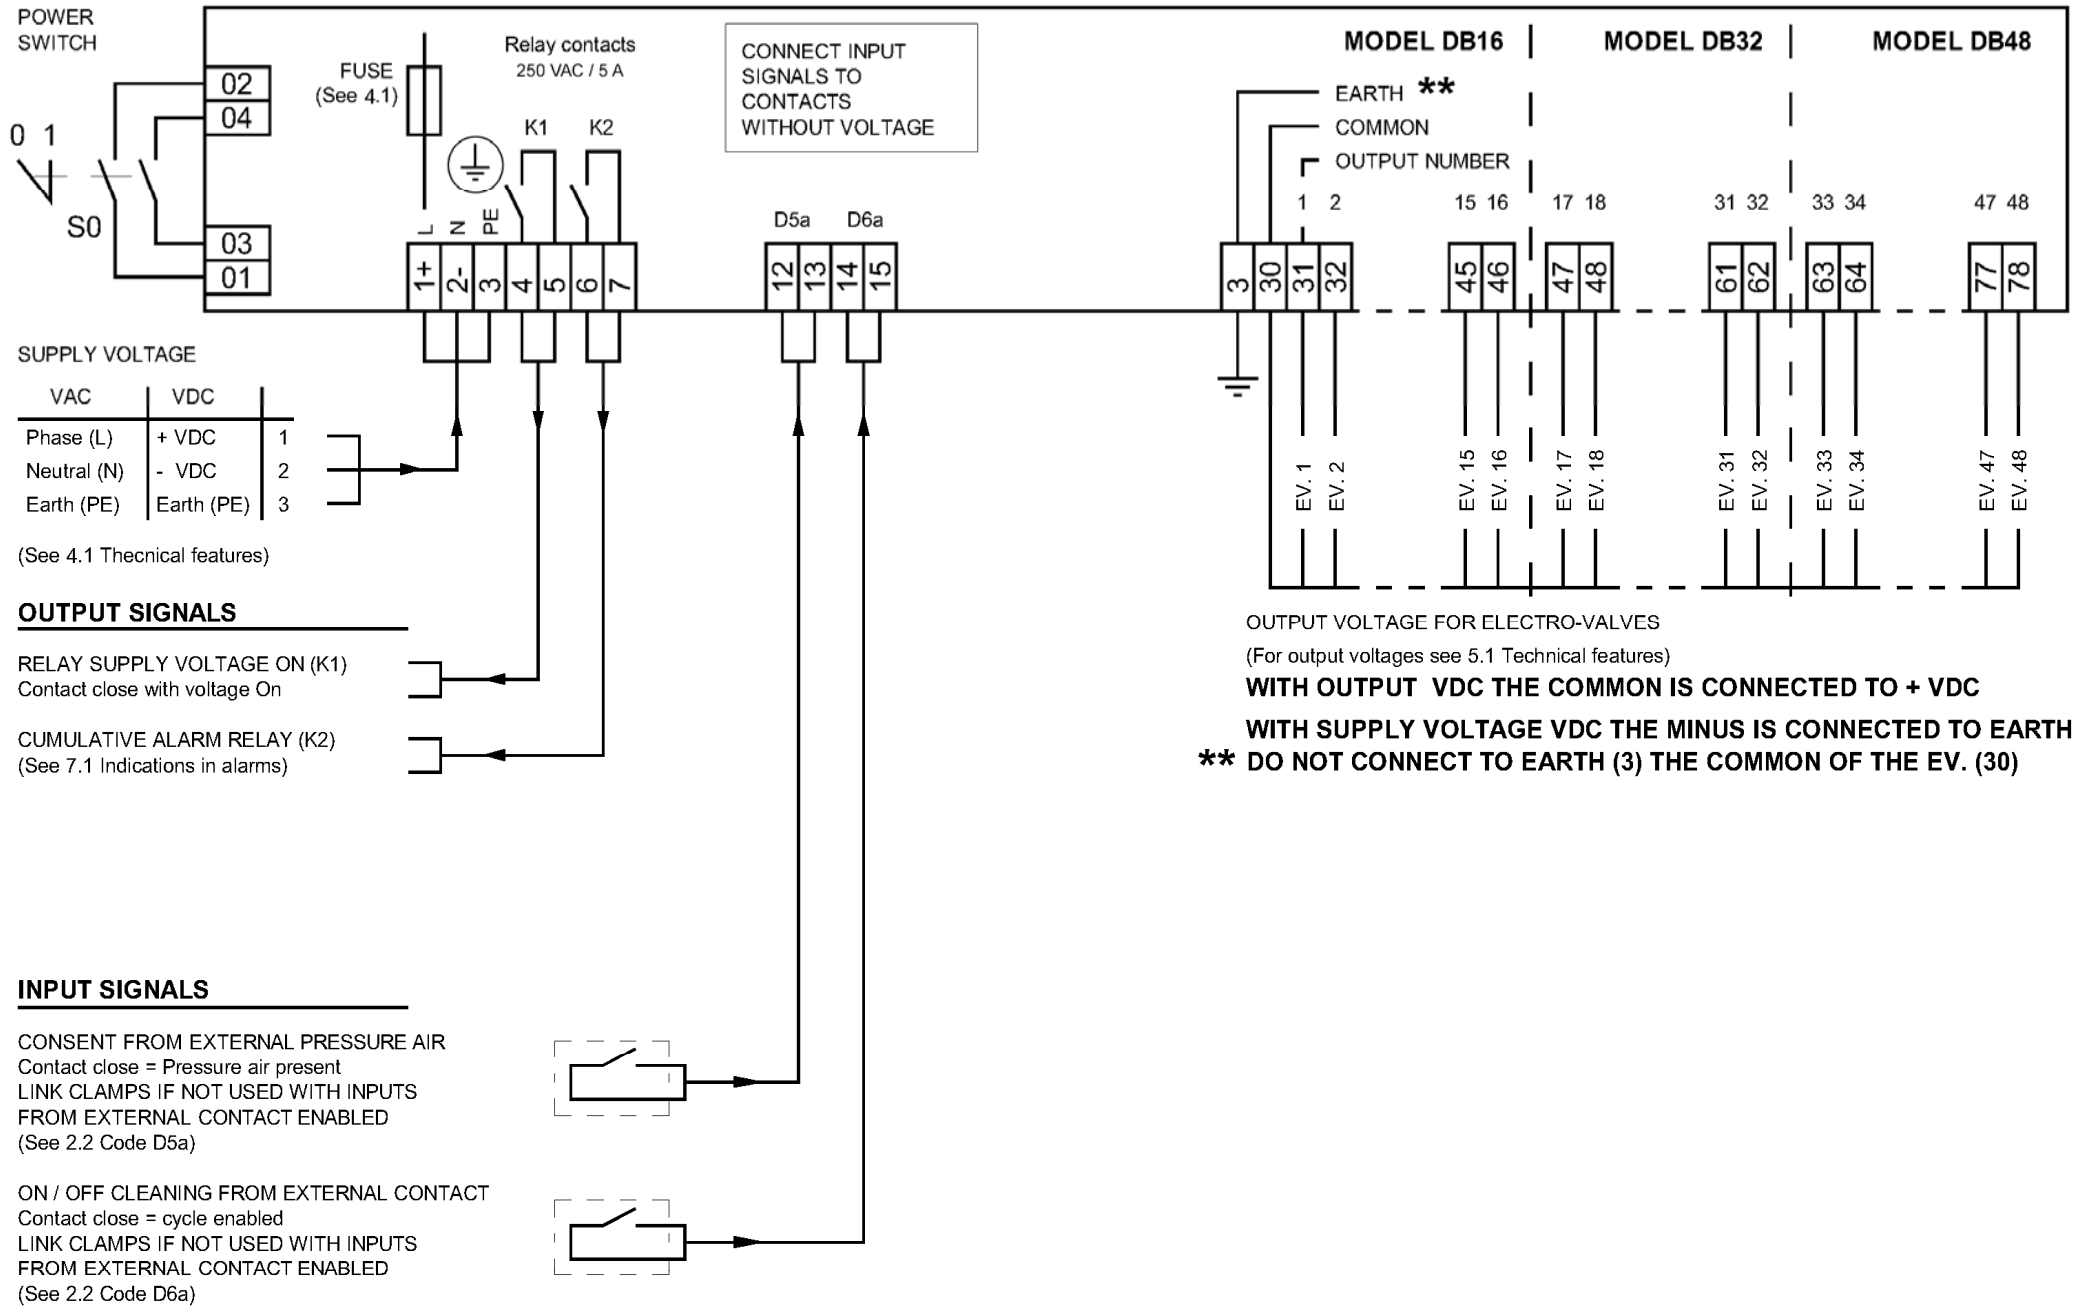 POWER
SWITCH
02
04
0 1
S0
03
01
FUSE
(See 4.1)
Relay contacts
250 VAC / 5 A
K1 K2
CONNECT INPUT
SIGNALS TO
CONTACTS
WITHOUT VOLTAGE
MODEL DB16 MODEL DB32 MODEL DB48
EARTH **
COMMON
OUTPUT NUMBER
L N PE
D5a D6a
1 2 15 16 17 18 31 32 33 34 47 48
1+ 2- 3 4 5 6 7
12 13 14 15
3 30 31 32 45 46 47 48 61 62 63 64 77 78
EV. 1 EV. 2 EV. 15 EV. 16 EV. 17 EV. 18 EV. 31 EV. 32 EV. 33 EV. 34 EV. 47 EV. 48
SUPPLY VOLTAGE
VAC VDC
Phase (L) + VDC 1
Neutral (N) - VDC 2
Earth (PE) Earth (PE) 3
(See 4.1 Thecnical features)
OUTPUT SIGNALS
RELAY SUPPLY VOLTAGE ON (K1)
Contact close with voltage On
CUMULATIVE ALARM RELAY (K2)
(See 7.1 Indications in alarms)
OUTPUT VOLTAGE FOR ELECTRO-VALVES
(For output voltages see 5.1 Technical features)
WITH OUTPUT VDC THE COMMON IS CONNECTED TO + VDC
WITH SUPPLY VOLTAGE VDC THE MINUS IS CONNECTED TO EARTH
** DO NOT CONNECT TO EARTH (3) THE COMMON OF THE EV. (30)
INPUT SIGNALS
CONSENT FROM EXTERNAL PRESSURE AIR
Contact close = Pressure air present
LINK CLAMPS IF NOT USED WITH INPUTS
FROM EXTERNAL CONTACT ENABLED
(See 2.2 Code D5a)
ON / OFF CLEANING FROM EXTERNAL CONTACT
Contact close = cycle enabled
LINK CLAMPS IF NOT USED WITH INPUTS
FROM EXTERNAL CONTACT ENABLED
(See 2.2 Code D6a)